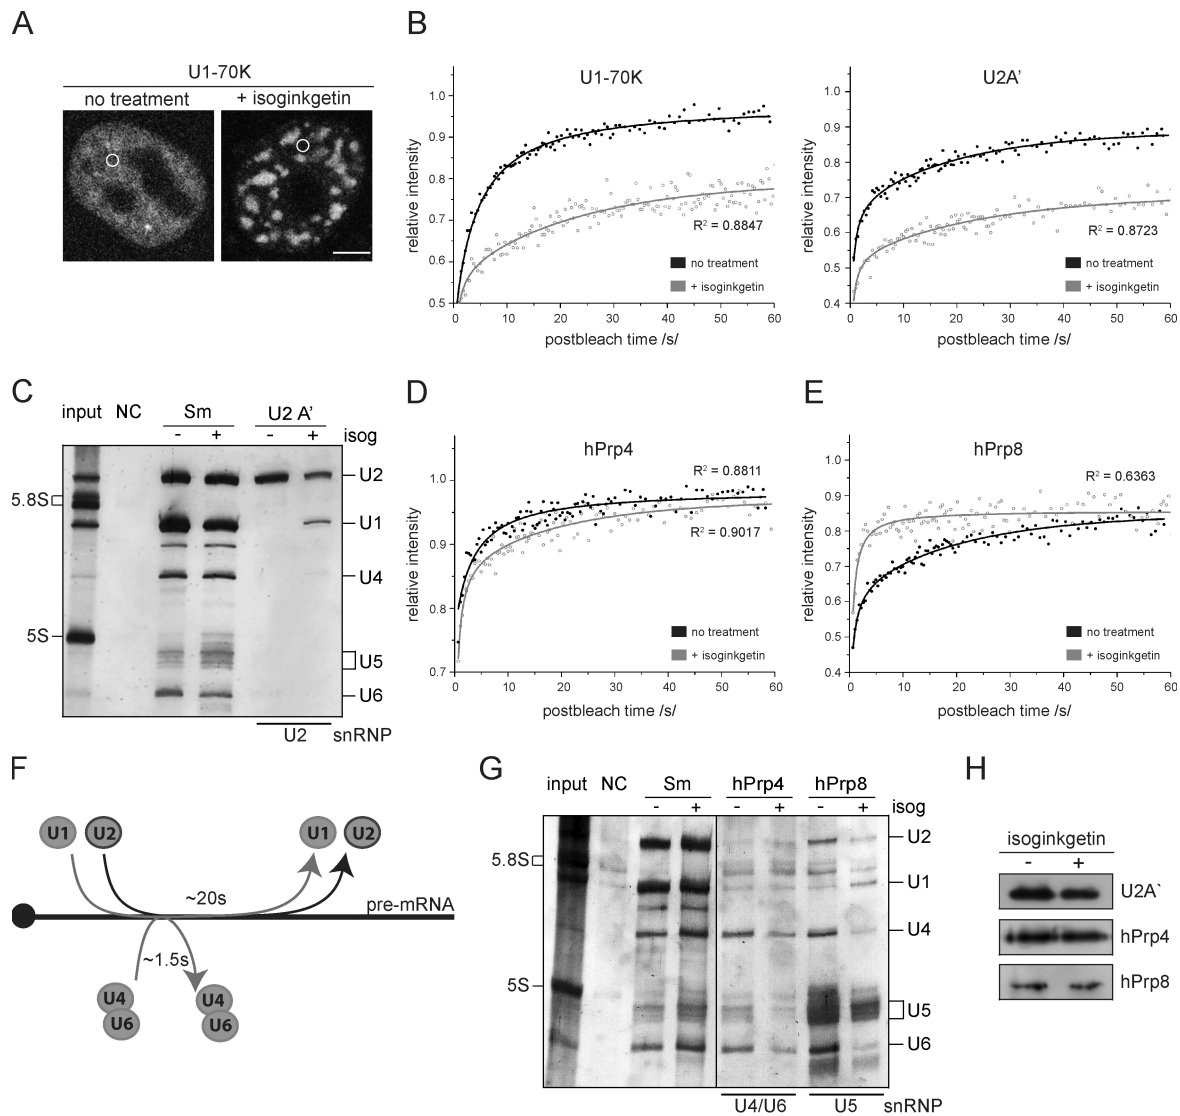 A
U1-70K
no treatment
+ isoginkgetin
B
U1-70K
relative intensity
1.0
0.9
0.8
0.7
0.6
0.5
R² = 0.8847
no treatment
+ isoginkgetin
0 10 20 30 40 50 60
postbleach time /s/
U2A’
relative intensity
1.0
0.9
0.8
0.7
0.6
0.5
0.4
R² = 0.8723
no treatment
+ isoginkgetin
0 10 20 30 40 50 60
postbleach time /s/
C
input NC Sm U2 A’
- + - + isog
U2
5.8S
U1
U4
5S
U5
U6
U2 snRNP
D
hPrp4
relative intensity
1.0
0.9
0.8
0.7
R² = 0.8811
R² = 0.9017
no treatment
+ isoginkgetin
0 10 20 30 40 50 60
postbleach time /s/
E
hPrp8
relative intensity
1.0
0.9
0.8
0.7
0.6
0.5
0.4
R² = 0.6363
no treatment
+ isoginkgetin
0 10 20 30 40 50 60
postbleach time /s/
F
U1 U2 U1 U2
~20s
pre-mRNA
~1.5s
U4 U4
U6 U6
G
input NC Sm hPrp4 hPrp8
- + - + - + isog
U2
5.8S
U1
U4
5S
U5
U6
U4/U6 U5 snRNP
H
isoginkgetin
- +
U2A`
hPrp4
hPrp8